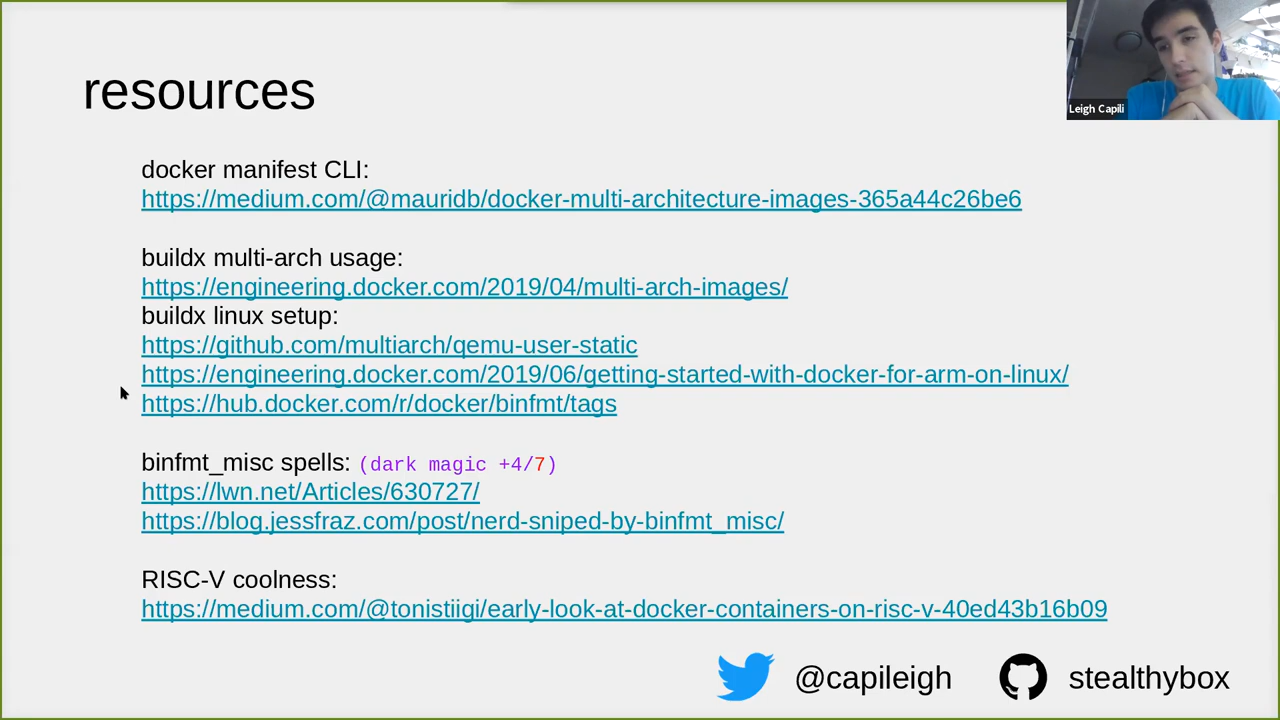 resources
Leigh Capili
docker manifest CLI:
https://medium.com/@mauridb/docker-multi-architecture-images-365a44c26be6
buildx multi-arch usage:
https://engineering.docker.com/2019/04/multi-arch-images/
buildx linux setup:
https://github.com/multiarch/qemu-user-static
https://engineering.docker.com/2019/06/getting-started-with-docker-for-arm-on-linux/
https://hub.docker.com/r/docker/binfmt/tags
binfmt_misc spells: (dark magic +4/7)
https://lwn.net/Articles/630727/
https://blog.jessfraz.com/post/nerd-sniped-by-binfmt_misc/
RISC-V coolness:
https://medium.com/@tonistiigi/early-look-at-docker-containers-on-risc-v-40ed43b16b09
@capileigh stealthybox